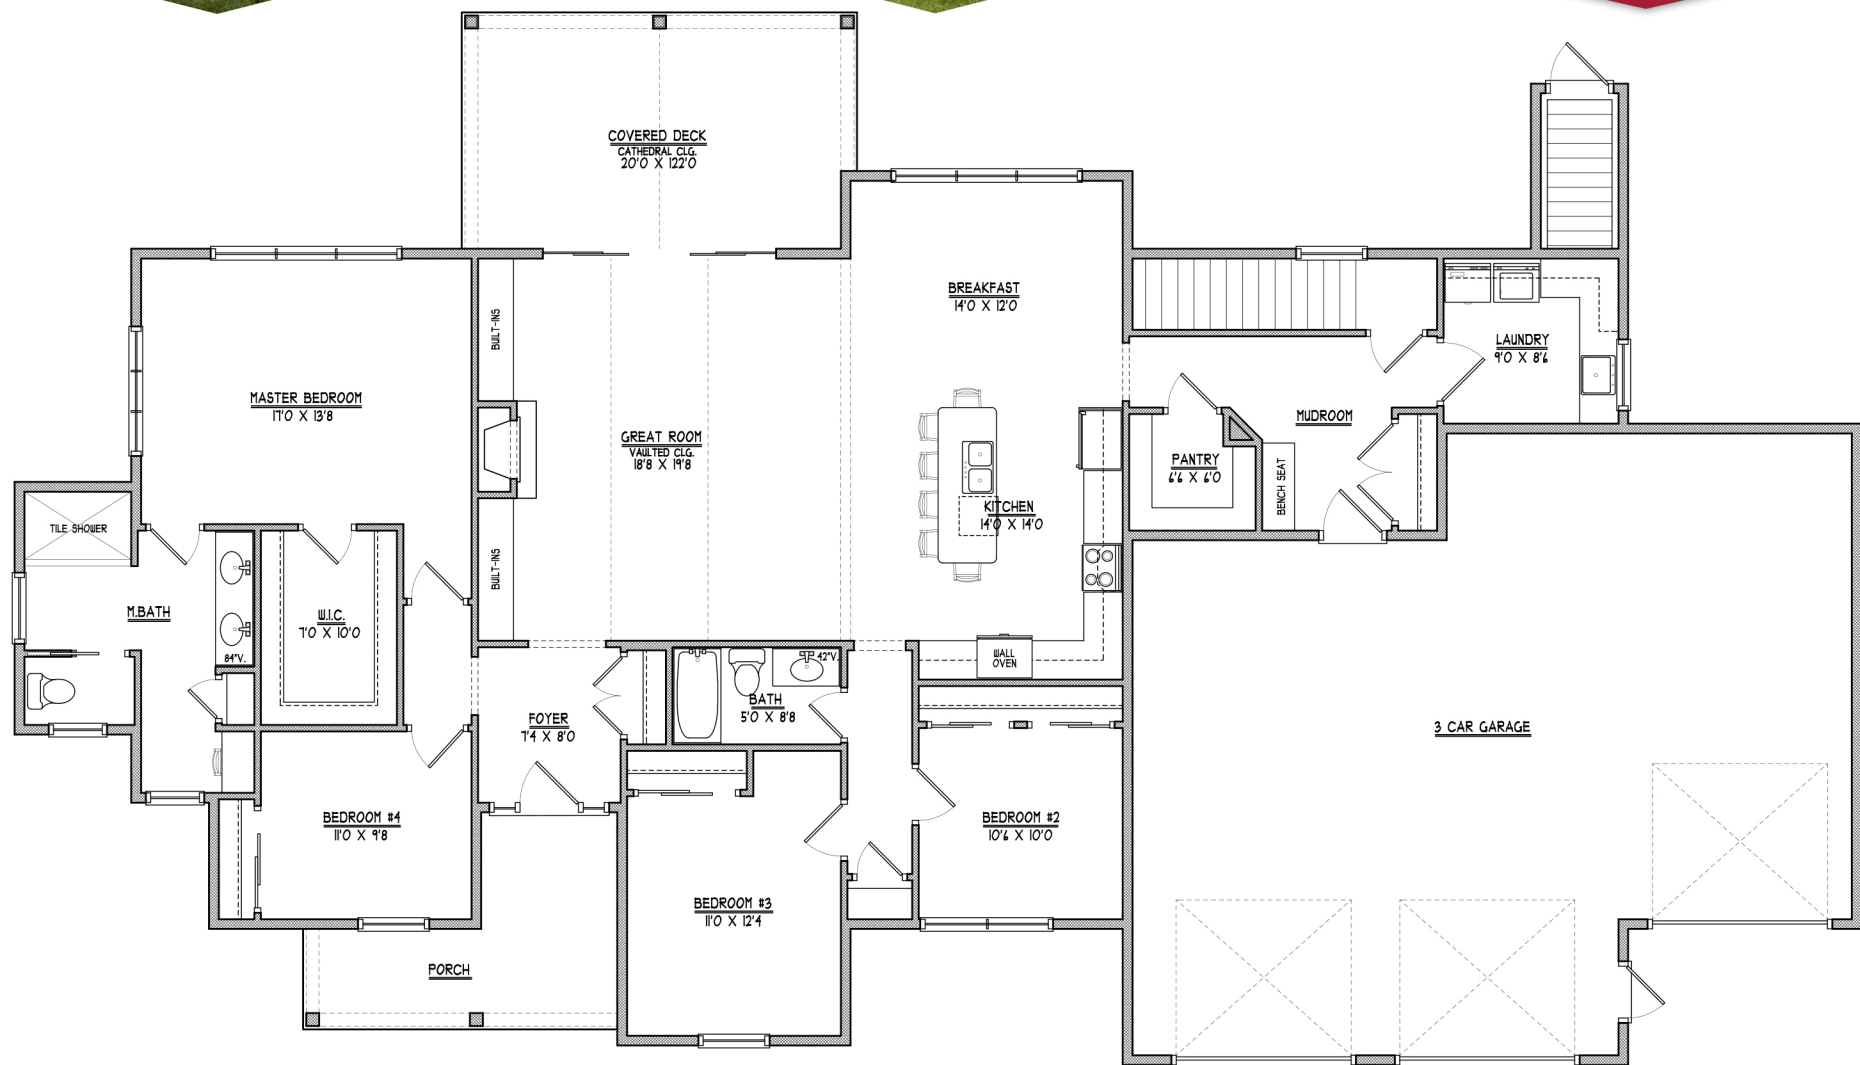 COVERED DECK
CATHEDRAL CLG.
20'0 X 122'0
BREAKFAST
14'0 X 12'0
BUILT-INS
LAUNDRY
9'0 X 8'6
MASTER BEDROOM
17'0 X 13'8
MUDROOM
GREAT ROOM
VAULTED CLG.
18'8 X 19'8
PANTRY
6'6 X 6'0
BENCH SEAT
KITCHEN
14'0 X 14'0
TILE SHOWER
BUILT-INS
M.BATH
W.I.C.
7'0 X 10'0
84"V.
WALL
OVEN
42"V.
BATH
5'0 X 8'8
FOYER
7'4 X 8'0
3 CAR GARAGE
BEDROOM #4
11'0 X 9'8
BEDROOM #2
10'6 X 10'0
BEDROOM #3
11'0 X 12'4
PORCH